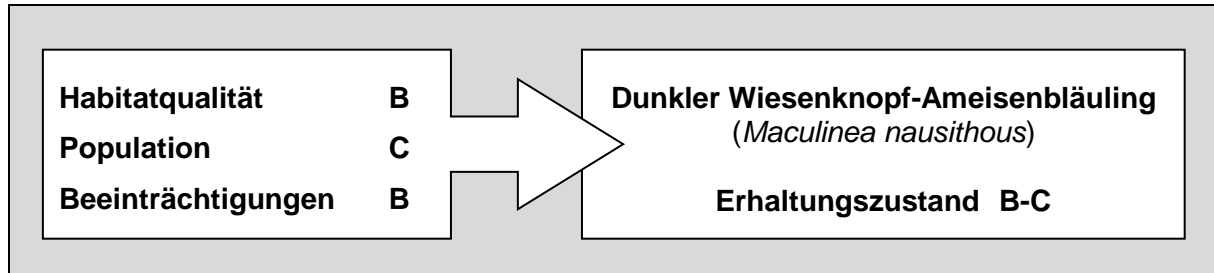 Habitatqualität B
Population C
Beeinträchtigungen B
Dunkler Wiesenknopf-Ameisenbläuling
(Maculinea nausithous)
Erhaltungszustand B-C